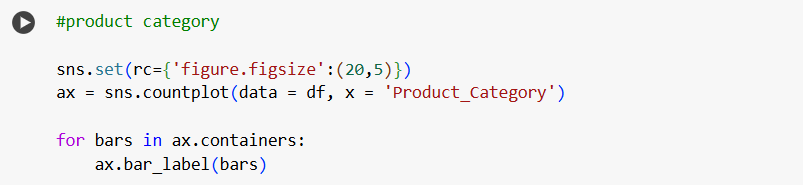 #product category
sns.set(rc={'figure.figsize':(20,5)})
ax = sns.countplot(data = df, x = 'Product_Category')
for bars in ax.containers:
    ax.bar_label(bars)